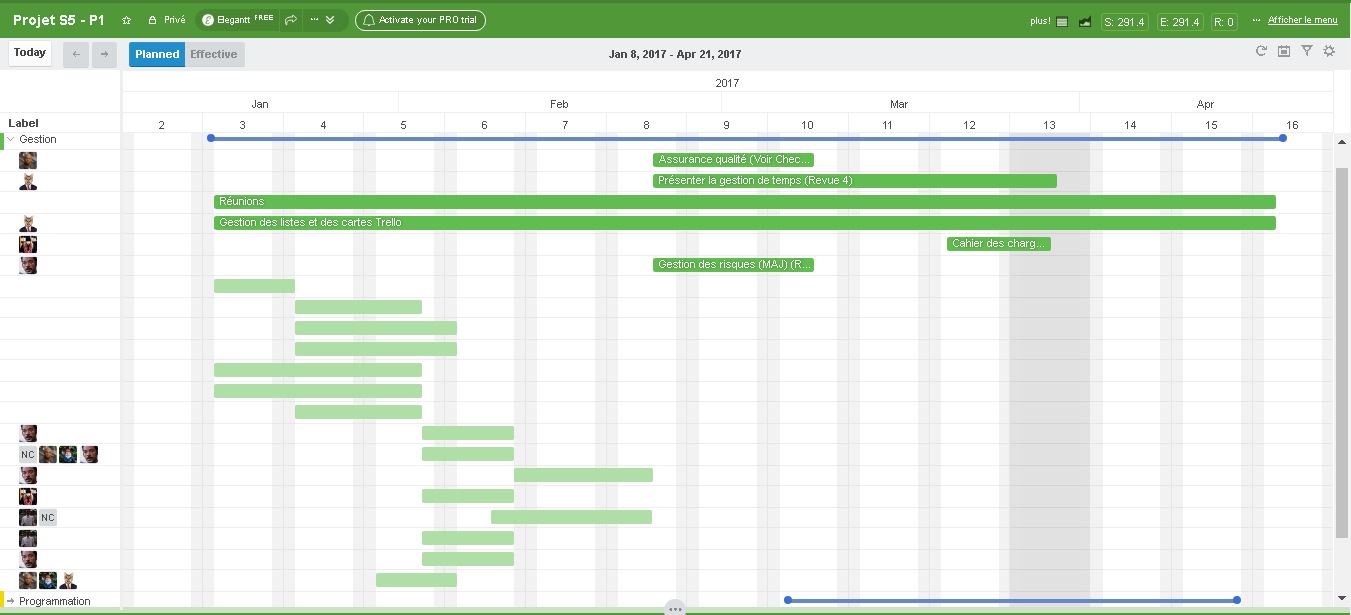 Projet S5 - P1 Privé Elegantt FREE ··· Activate your PRO trial plus! S: 291.4 E: 291.4 R: 0 ··· Afficher le menu
Today ← → Planned Effective Jan 8, 2017 - Apr 21, 2017
2017
Jan Feb Mar Apr
Label 2 3 4 5 6 7 8 9 10 11 12 13 14 15 16
Gestion
Assurance qualité (Voir Chec...
Présenter la gestion de temps (Revue 4)
Réunions
Gestion des listes et des cartes Trello
Cahier des charg...
Gestion des risques (MAJ) (R...
NC
NC
Programmation